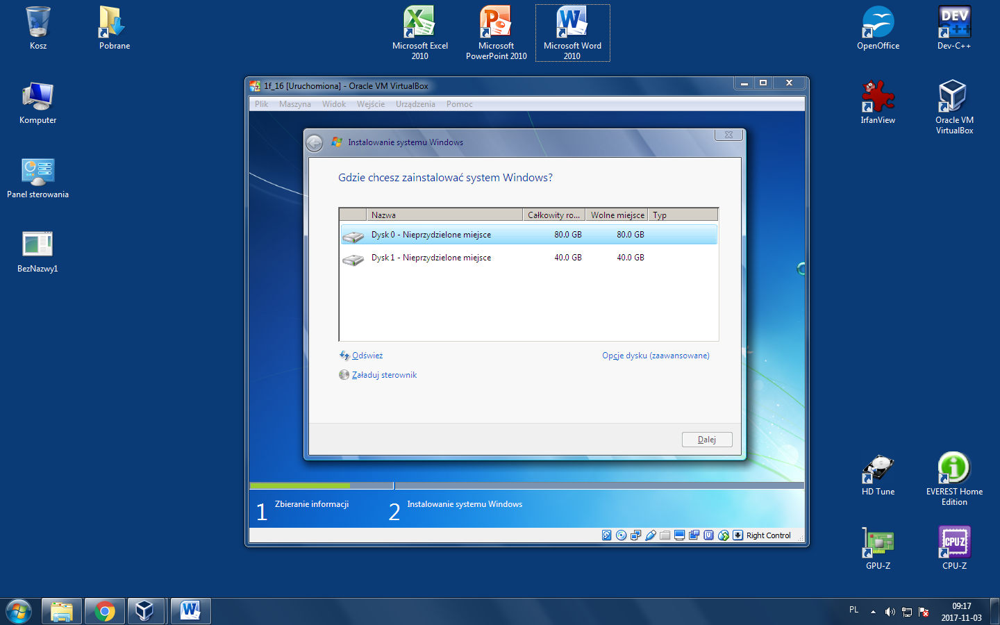 Kosz
Pobrane
Microsoft Excel
2010
Microsoft
PowerPoint 2010
Microsoft Word
2010
OpenOffice
DEV
Dev-C++
Komputer
IrfanView
Oracle VM
VirtualBox
Panel sterowania
BezNazwy1
1f_16 [Uruchomiona] - Oracle VM VirtualBox
Plik Maszyna Widok Wejście Urządzenia Pomoc
Instalowanie systemu Windows
Gdzie chcesz zainstalować system Windows?
Nazwa Całkowity ro... Wolne miejsce Typ
Dysk 0 - Nieprzydzielone miejsce 80.0 GB 80.0 GB
Dysk 1 - Nieprzydzielone miejsce 40.0 GB 40.0 GB
Odśwież
Opcje dysku (zaawansowane)
Załaduj sterownik
Dalej
1 Zbieranie informacji
2 Instalowanie systemu Windows
Right Control
HD Tune
EVEREST Home
Edition
GPU-Z
CPU-Z
CPU-Z
PL
09:17
2017-11-03